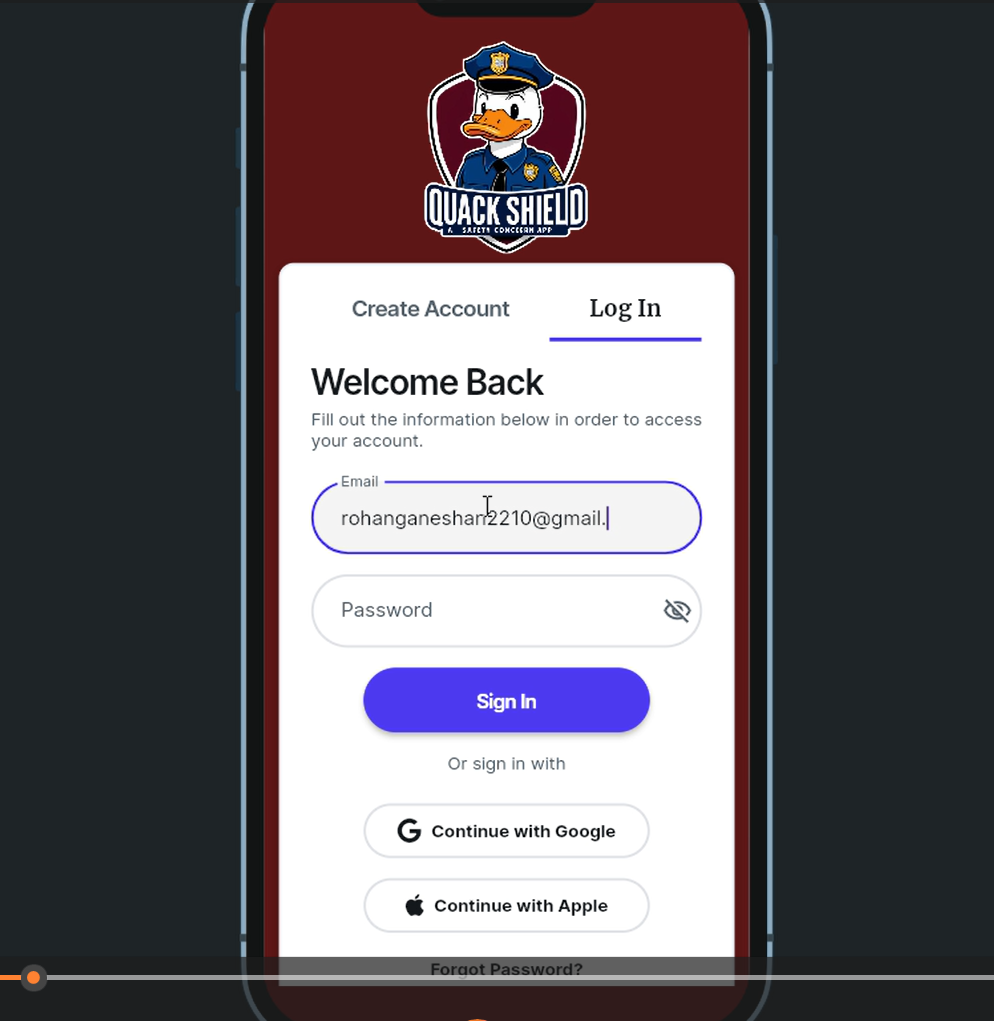 QUACK SHIELD
A SAFETY CONCERN APP
Create Account
Log In
Welcome Back
Fill out the information below in order to access
your account.
Email
rohanganeshan2210@gmail.
Password
Sign In
Or sign in with
Continue with Google
Continue with Apple
Forgot Password?